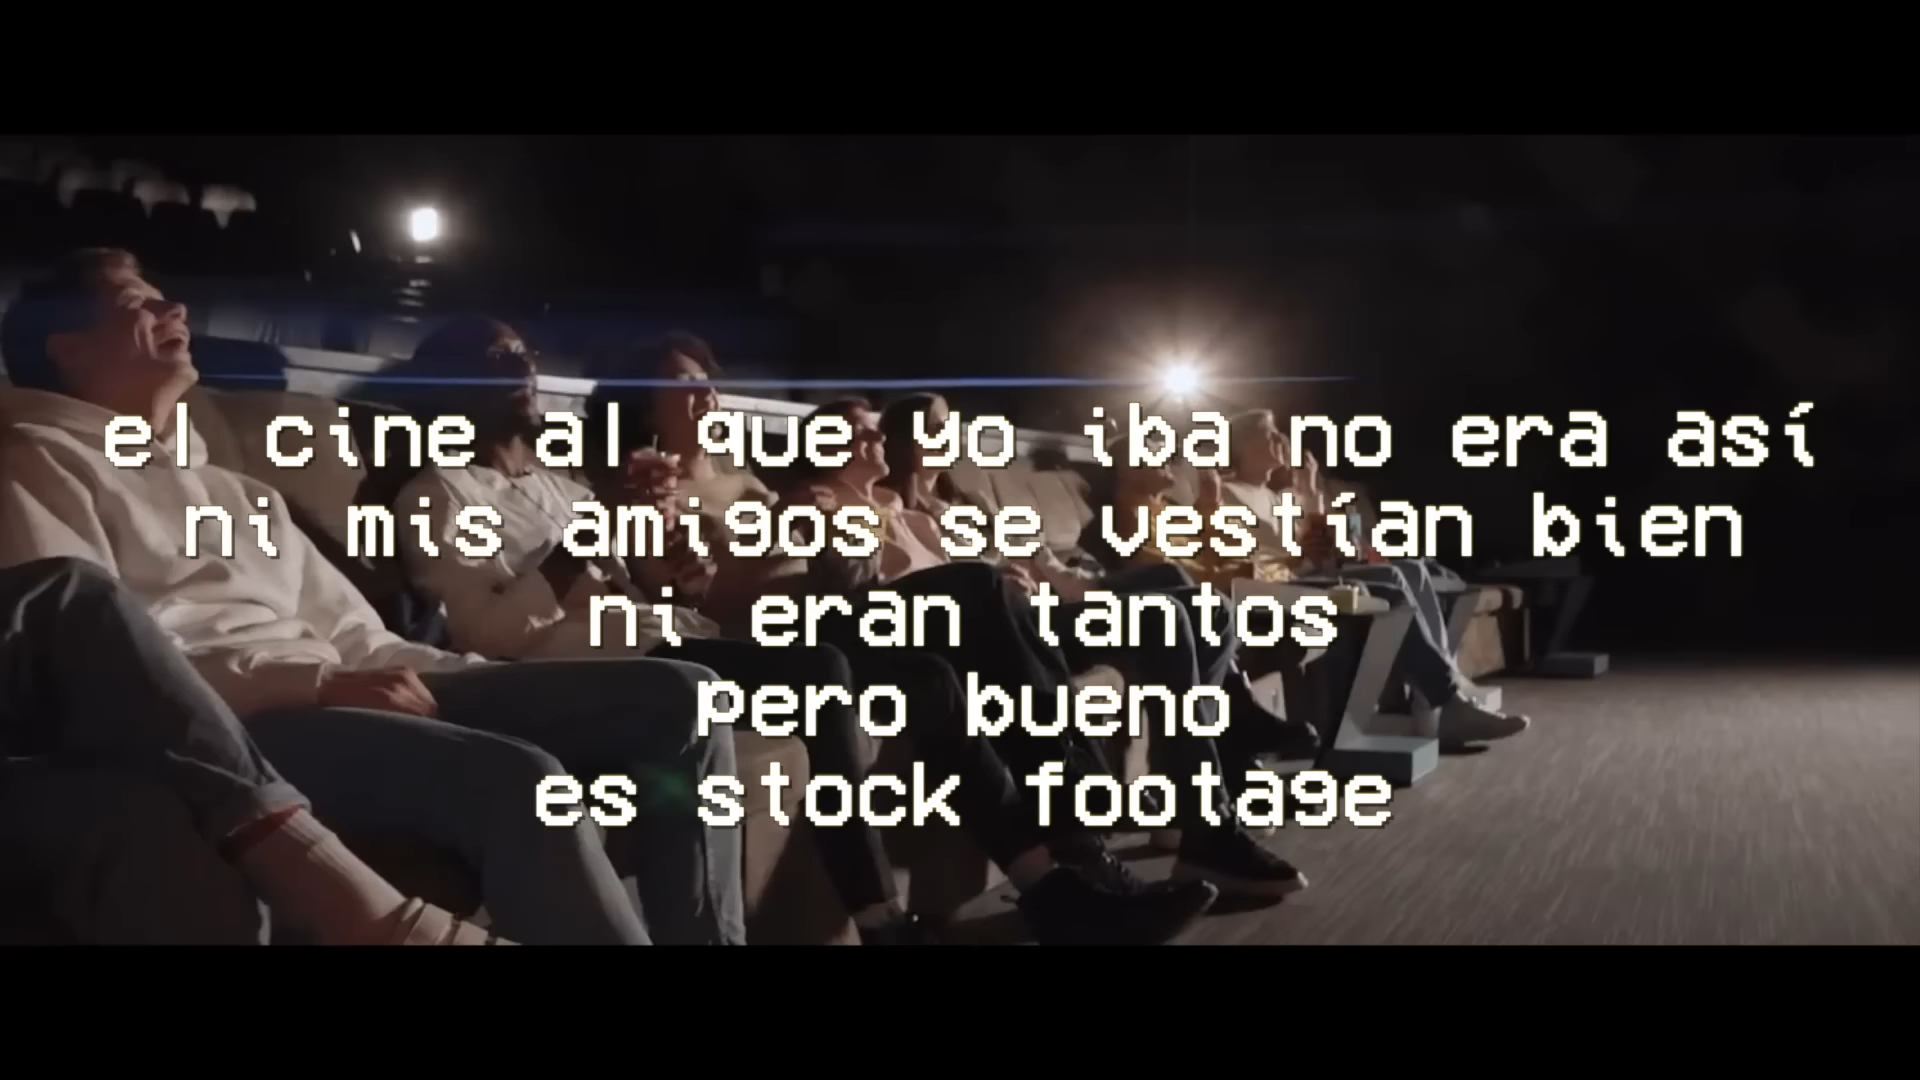 el cine al que yo iba no era así
ni mis amigos se vestían bien
ni eran tantos
pero bueno
es stock footage